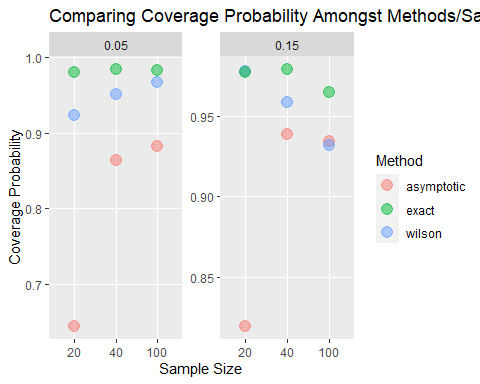 Comparing Coverage Probability Amongst Methods/Sa
0.05
0.15
1.0
0.9
0.8
0.7
0.95
0.90
0.85
Coverage Probability
20
40
100
20
40
100
Sample Size
Method
asymptotic
exact
wilson